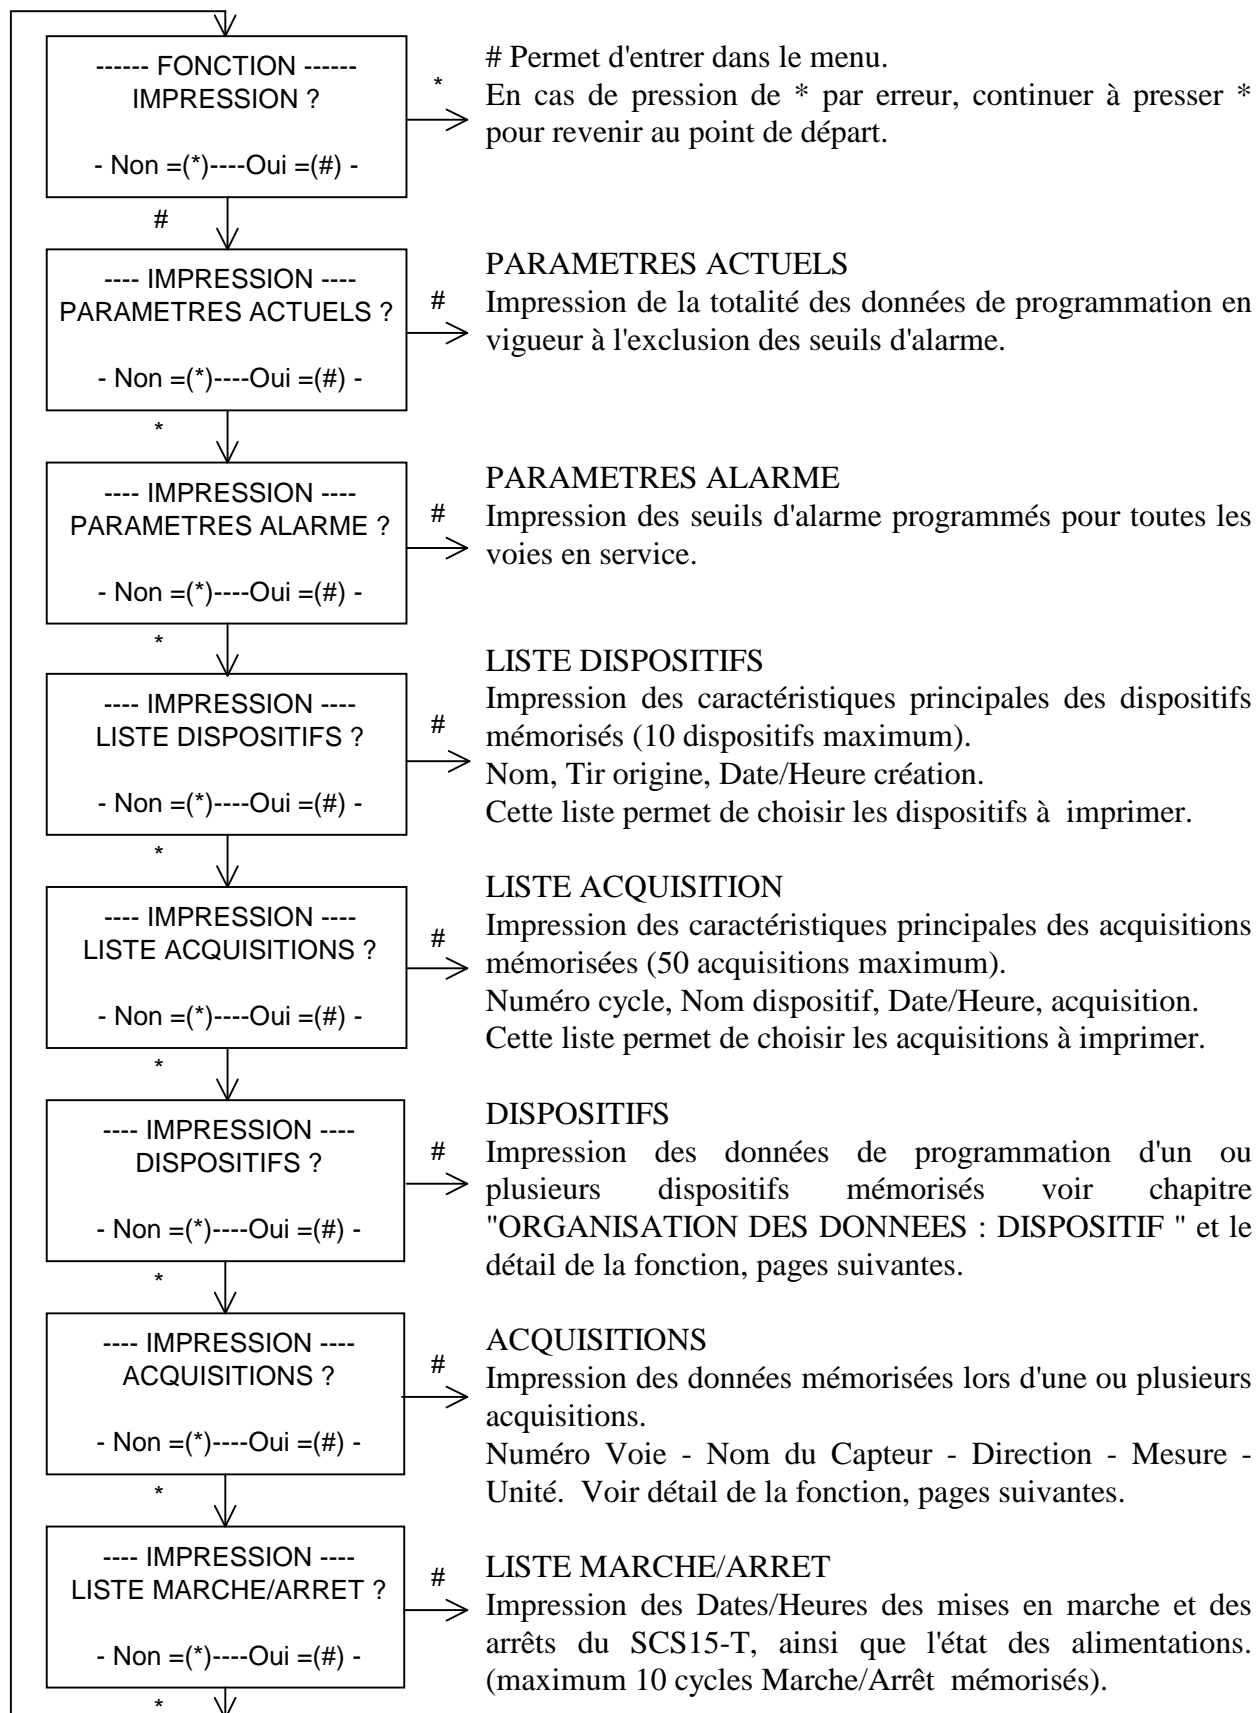 ------ FONCTION ------
IMPRESSION ?
- Non =(*)----Oui =(#) -
*
# Permet d'entrer dans le menu.
En cas de pression de * par erreur, continuer à presser *
pour revenir au point de départ.
#
---- IMPRESSION ----
PARAMETRES ACTUELS ?
- Non =(*)----Oui =(#) -
#
PARAMETRES ACTUELS
Impression de la totalité des données de programmation en
vigueur à l'exclusion des seuils d'alarme.
*
---- IMPRESSION ----
PARAMETRES ALARME ?
- Non =(*)----Oui =(#) -
#
PARAMETRES ALARME
Impression des seuils d'alarme programmés pour toutes les
voies en service.
*
---- IMPRESSION ----
LISTE DISPOSITIFS ?
- Non =(*)----Oui =(#) -
#
LISTE DISPOSITIFS
Impression des caractéristiques principales des dispositifs
mémorisés (10 dispositifs maximum).
Nom, Tir origine, Date/Heure création.
Cette liste permet de choisir les dispositifs à  imprimer.
*
---- IMPRESSION ----
LISTE ACQUISITIONS ?
- Non =(*)----Oui =(#) -
#
LISTE ACQUISITION
Impression des caractéristiques principales des acquisitions
mémorisées (50 acquisitions maximum).
Numéro cycle, Nom dispositif, Date/Heure, acquisition.
Cette liste permet de choisir les acquisitions à imprimer.
*
---- IMPRESSION ----
DISPOSITIFS ?
- Non =(*)----Oui =(#) -
#
DISPOSITIFS
Impression des données de programmation d'un ou
plusieurs dispositifs mémorisés voir chapitre
"ORGANISATION DES DONNEES : DISPOSITIF " et le
détail de la fonction, pages suivantes.
*
---- IMPRESSION ----
ACQUISITIONS ?
- Non =(*)----Oui =(#) -
#
ACQUISITIONS
Impression des données mémorisées lors d'une ou plusieurs
acquisitions.
Numéro Voie - Nom du Capteur - Direction - Mesure -
Unité.  Voir détail de la fonction, pages suivantes.
*
---- IMPRESSION ----
LISTE MARCHE/ARRET ?
- Non =(*)----Oui =(#) -
#
LISTE MARCHE/ARRET
Impression des Dates/Heures des mises en marche et des
arrêts du SCS15-T, ainsi que l'état des alimentations.
(maximum 10 cycles Marche/Arrêt  mémorisés).
*